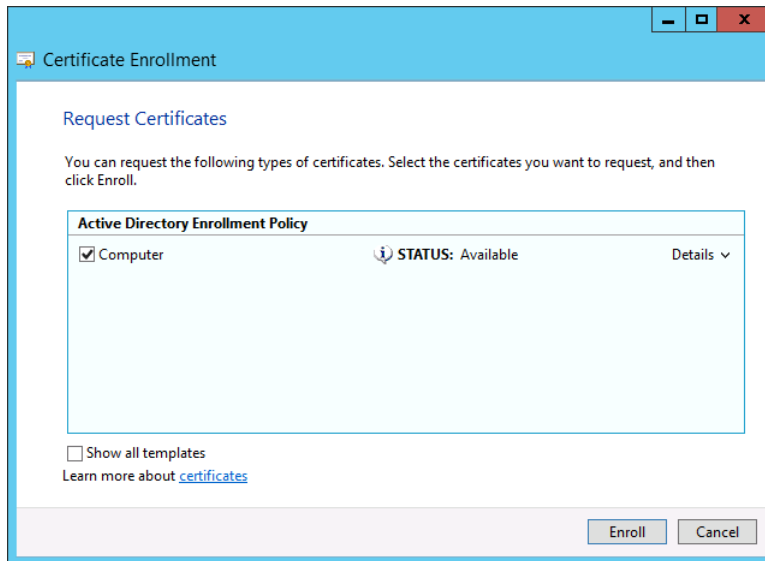 Certificate Enrollment
Request Certificates
You can request the following types of certificates. Select the certificates you want to request, and then
click Enroll.
Active Directory Enrollment Policy
Computer STATUS: Available Details
Show all templates
Learn more about certificates
Enroll Cancel